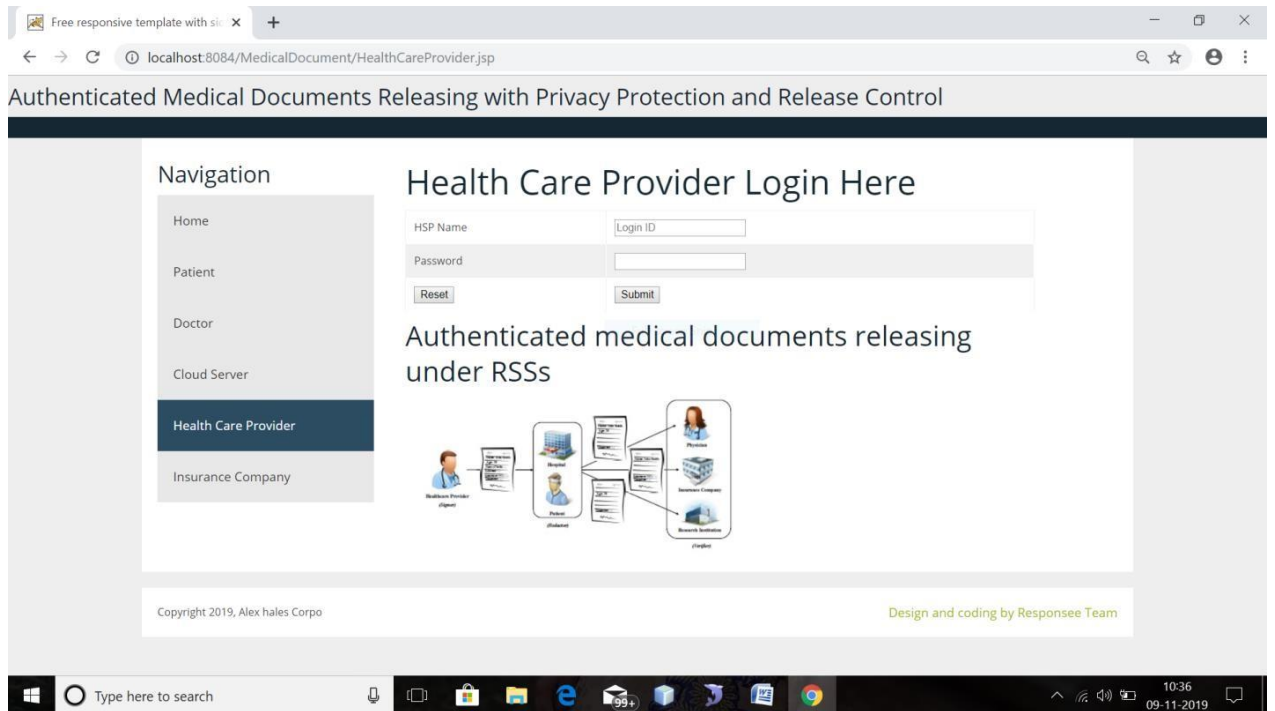 Free responsive template with sid
localhost:8084/MedicalDocument/HealthCareProvider.jsp
Authenticated Medical Documents Releasing with Privacy Protection and Release Control
Navigation
Home
Patient
Doctor
Cloud Server
Health Care Provider
Insurance Company
Health Care Provider Login Here
HSP Name
Login ID
Password
Reset
Submit
Authenticated medical documents releasing
under RSSs
Healthcare Provider
(Signer)
Hospital
Patient
(Redactor)
Physician
Insurance Company
Research Institution
(Verifier)
Copyright 2019, Alex hales Corpo
Design and coding by Responsee Team
Type here to search
99+
10:36
09-11-2019